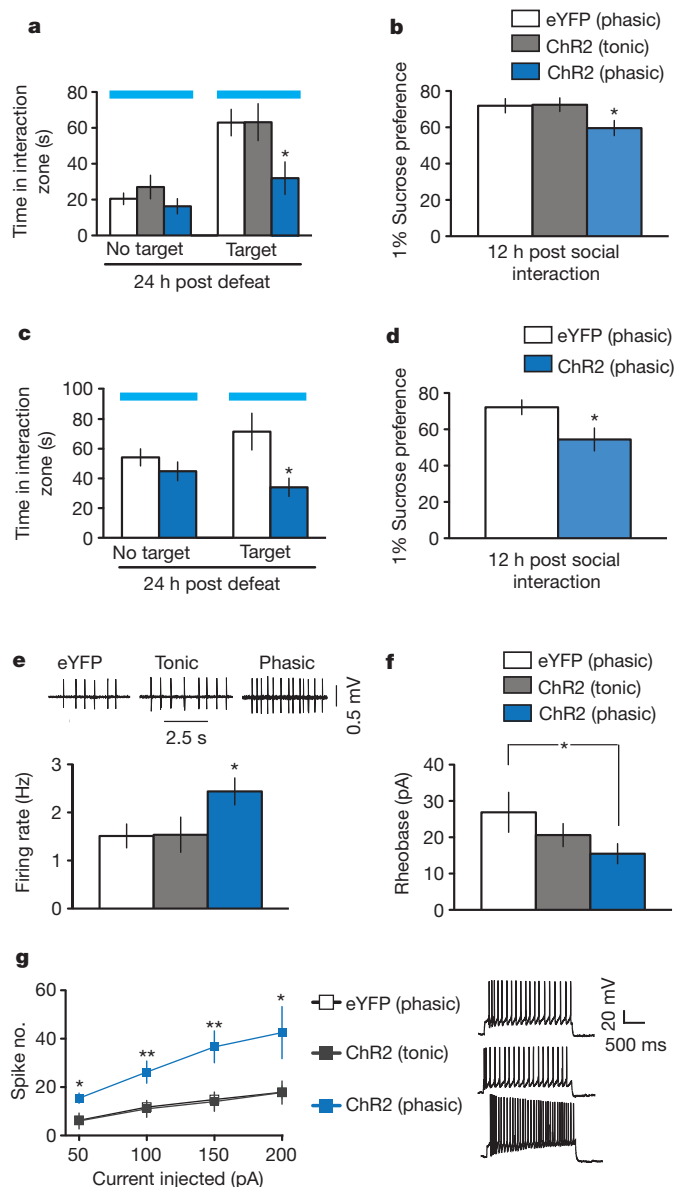 a
80
60
40
20
0
Time in interaction
zone (s)
*
No target
Target
24 h post defeat
b
eYFP (phasic)
ChR2 (tonic)
ChR2 (phasic)
80
60
40
20
0
1% Sucrose preference
*
12 h post social
interaction
c
100
80
60
40
20
0
Time in interaction
zone (s)
*
No target
Target
24 h post defeat
d
eYFP (phasic)
ChR2 (phasic)
80
60
40
20
0
1% Sucrose preference
*
12 h post social
interaction
e
eYFP
Tonic
Phasic
0.5 mV
2.5 s
3
2
1
0
Firing rate (Hz)
*
f
eYFP (phasic)
ChR2 (tonic)
ChR2 (phasic)
40
30
20
10
0
Rheobase (pA)
*
g
60
40
20
0
Spike no.
*
**
**
*
50
100
150
200
Current injected (pA)
eYFP (phasic)
ChR2 (tonic)
ChR2 (phasic)
20 mV
500 ms